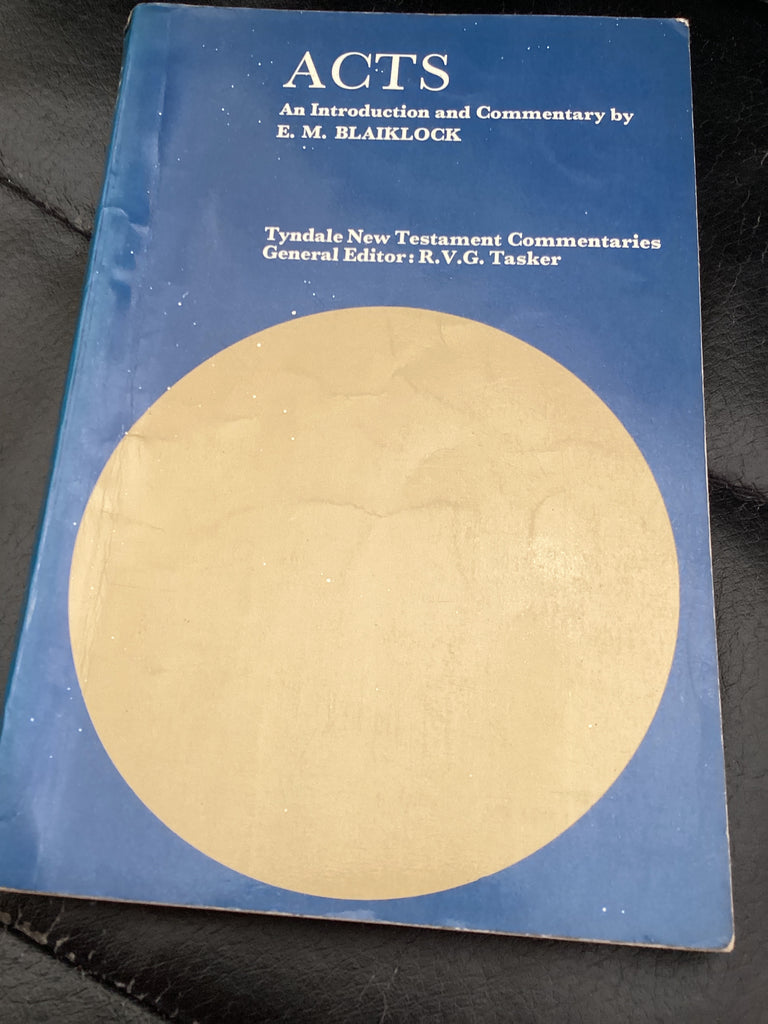 ACTS
An Introduction and Commentary by
E. M. BLAIKLOCK
Tyndale New Testament Commentaries
General Editor: R.V.G. Tasker